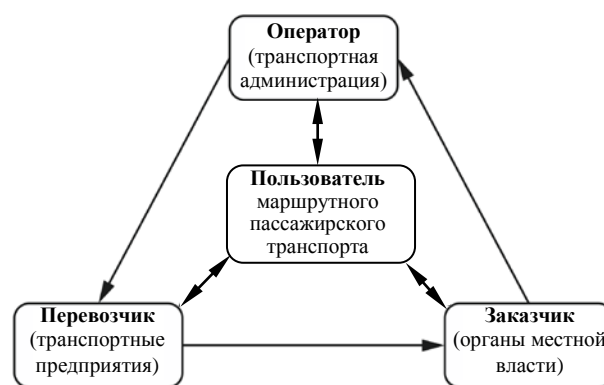 Оператор
(транспортная
администрация)
Пользователь
маршрутного
пассажирского
транспорта
Перевозчик
(транспортные
предприятия)
Заказчик
(органы местной
власти)